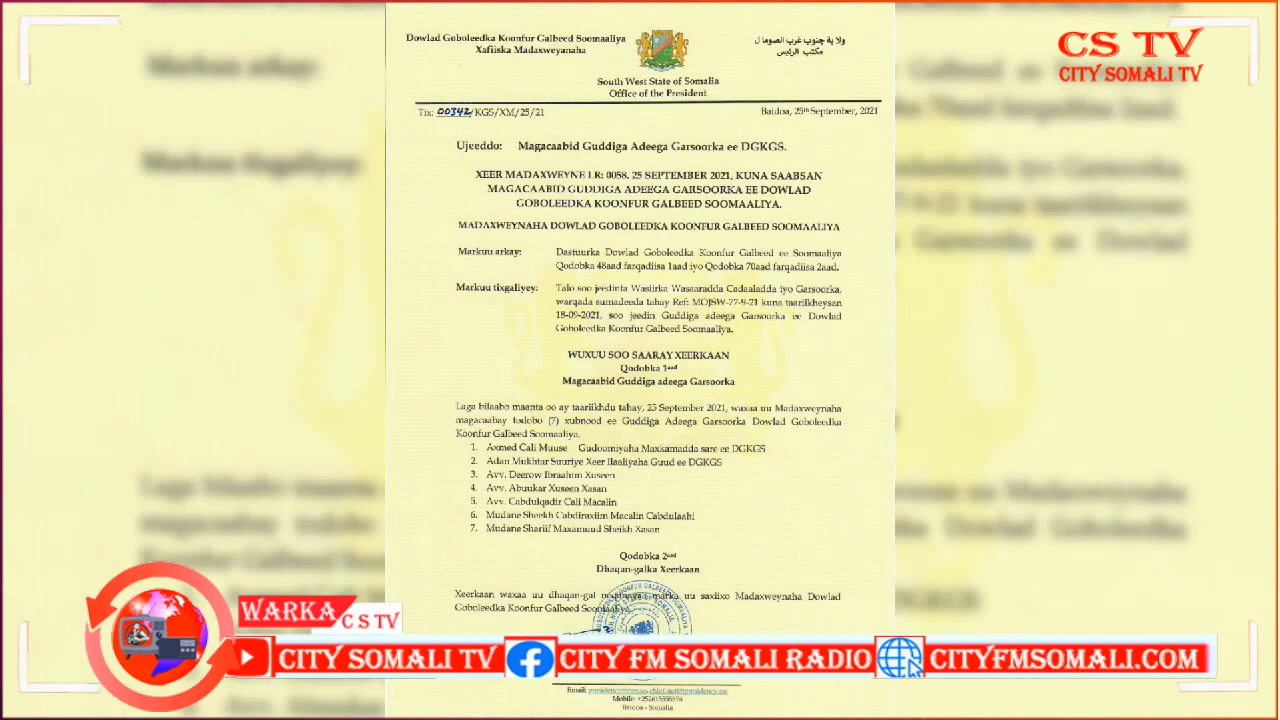 Dowlad Goboleedka Koonfur Galbeed Soomaaliya
Xafiiska Madaxweyanaha
ولاية جنوب غرب الصومال
مكتب الرئيس
South West State of Somalia
Office of the President
Tix: 00342/KGS/XM/25/21
Baidoa, 25th September, 2021
Ujeeddo: Magacaabid Guddiga Adeega Garsoorka ee DGKGS.
XEER MADAXWEYNE LR: 0058. 25 SEPTEMBER 2021, KUNA SAABSAN
MAGACAABID GUDDIGA ADEEGA GARSOORKA EE DOWLAD
GOBOLEEDKA KOONFUR GALBEED SOOMAALIYA.
MADAXWEYNAHA DOWLAD GOBOLEEDKA KOONFUR GALBEED SOOMAALIYA
Markuu arkay: Dastuurka Dowlad Goboleedka Koonfur Galbeed ee Soomaaliya
Qodobka 48aad farqadiisa 1aad iyo Qodobka 70aad farqadiisa 2aad.
Markuu tixgaliyey: Talo soo jeedinta Wasiirka Wasaaradda Cadaaladda iyo Garsoorka,
warqada sumadeeda tahay Ref: MOJSW-77-9-21 kuna taariikheysan
18-09-2021, soo jeedin Guddiga adeega Garsoorka ee Dowlad
Goboleedka Koonfur Galbeed Soomaaliya.
WUXUU SOO SAARAY XEERKAAN
Qodobka 1aad
Magacaabid Guddiga adeega Garsoorka
Laga bilaabo maanta oo ay taariikhdu tahay, 25 September 2021, waxaa uu Madaxweynaha
magacaabay todobo (7) xubnood ee Guddiga Adeega Garsoorka Dowlad Goboleedka
Koonfur Galbeed Soomaaliya.
1. Axmed Cali Muuse Gudoomiyaha Maxkamadda sare ee DGKGS
2. Adan Mukhtar Suuriye Xeer Ilaaliyaha Guud ee DGKGS
3. Avv. Deerow Ibraahim Xuseen
4. Avv. Abuukar Xuseen Xasan
5. Avv. Cabdulqadir Cali Macalin
6. Mudane Sheekh Cabdiraxiim Macalin Cabdulaahi
7. Mudane Shariif Maxamuud Sheikh Xasan
Qodobka 2aad
Dhaqan-galka Xeerkaan
Xeerkaan waxaa uu dhaqan-gal noqonayaa marka uu saxiixo Madaxweynaha Dowlad
Goboleedka Koonfur Galbeed Soomaaliya.
CS TV
CITY SOMALI TV
WARKA
CS TV
CITY SOMALI TV
CITY FM SOMALI RADIO
CITYFMSOMALI.COM
Email:
Baidoa - Somalia